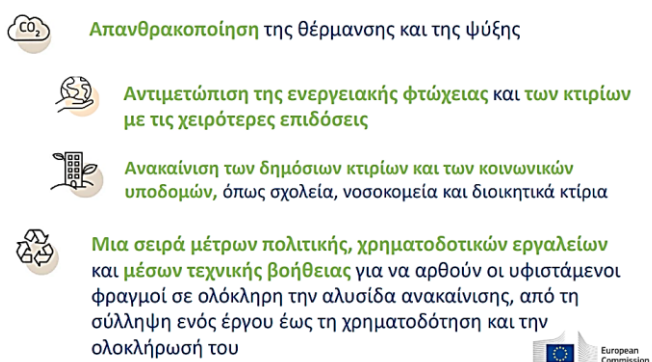 CO₂
Απανθρακοποίηση της θέρμανσης και της ψύξης
Αντιμετώπιση της ενεργειακής φτώχειας και των κτιρίων
με τις χειρότερες επιδόσεις
Ανακαίνιση των δημόσιων κτιρίων και των κοινωνικών
υποδομών, όπως σχολεία, νοσοκομεία και διοικητικά κτίρια
Μια σειρά μέτρων πολιτικής, χρηματοδοτικών εργαλείων
και μέσων τεχνικής βοήθειας για να αρθούν οι υφιστάμενοι
φραγμοί σε ολόκληρη την αλυσίδα ανακαίνισης, από τη
σύλληψη ενός έργου έως τη χρηματοδότηση και την
ολοκλήρωσή του
European
Commission